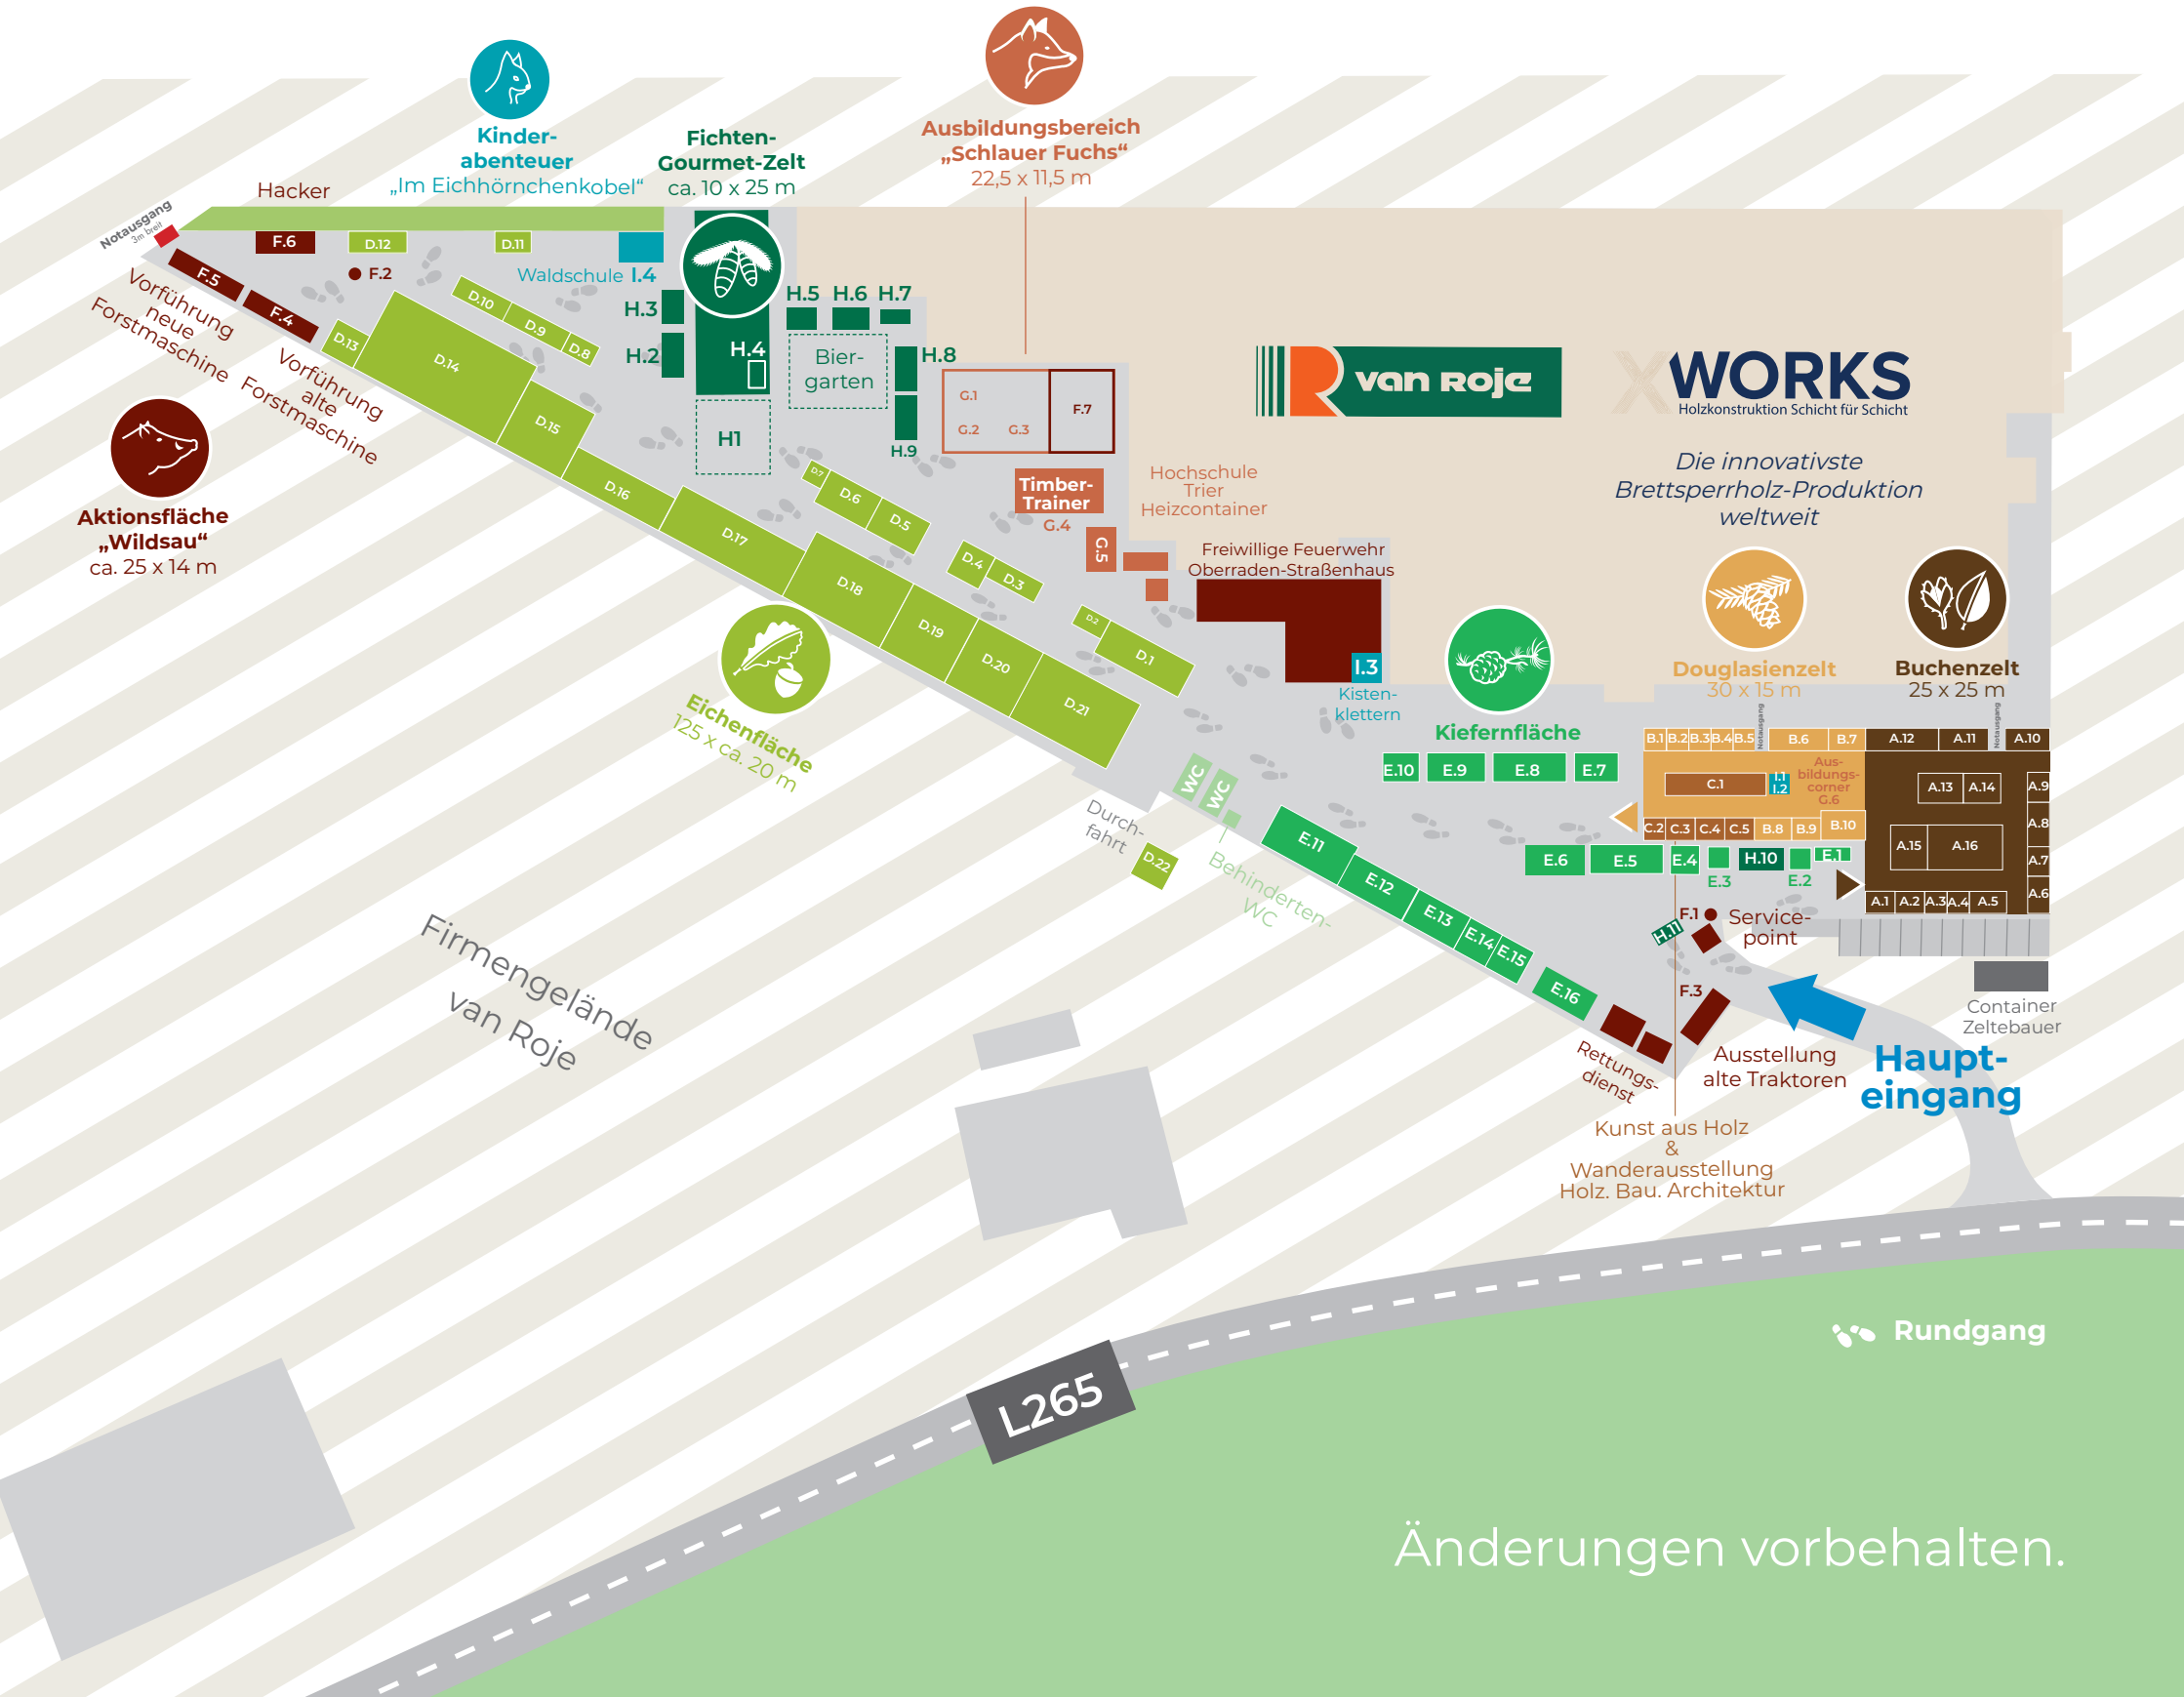 Kinder-
abenteuer
„Im Eichhörnchenkobel“
Fichten-
Gourmet-Zelt
ca. 10 x 25 m
Ausbildungsbereich
„Schlauer Fuchs“
22,5 x 11,5 m
Hacker
Notausgang
3m breit
F.6
D.12
D.11
F.2
Waldschule I.4
F.5
F.4
Vorführung
neue
Forstmaschine
Vorführung
alte
Forstmaschine
Aktionsfläche
„Wildsau“
ca. 25 x 14 m
D.10
D.9
D.8
D.13
D.14
D.15
D.16
D.17
D.18
D.19
D.20
D.21
H.3
H.2
H.4
H1
H.5
H.6
H.7
Bier-
garten
H.8
H.9
G.1
G.2
G.3
F.7
D.7
D.6
D.5
D.4
D.3
D.2
D.1
Timber-
Trainer
G.4
G.5
Hochschule
Trier
Heizcontainer
Freiwillige Feuerwehr
Oberraden-Straßenhaus
I.3
Kisten-
klettern
R van Roje
XWORKS
Holzkonstruktion Schicht für Schicht
Die innovativste
Brettsperrholz-Produktion
weltweit
Eichenfläche
125 x ca. 20 m
Kiefernfläche
Douglasienzelt
30 x 15 m
Buchenzelt
25 x 25 m
Notausgang
Notausgang
E.10
E.9
E.8
E.7
B.1
B.2
B.3
B.4
B.5
B.6
B.7
A.12
A.11
A.10
C.1
I.1
I.2
Aus-
bildungs-
corner
G.6
A.13
A.14
A.9
A.8
C.2
C.3
C.4
C.5
B.8
B.9
B.10
A.15
A.16
A.7
A.6
E.6
E.5
E.4
E.3
H.10
E.2
E.1
A.1
A.2
A.3
A.4
A.5
WC
WC
Durch-
fahrt
D.22
Behinderten-
WC
E.11
E.12
E.13
E.14
E.15
E.16
F.1
H.11
Service-
point
F.3
Rettungs-
dienst
Ausstellung
alte Traktoren
Haupt-
eingang
Container
Zeltebauer
Kunst aus Holz
&
Wanderausstellung
Holz. Bau. Architektur
Firmengelände
van Roje
L265
Rundgang
Änderungen vorbehalten.